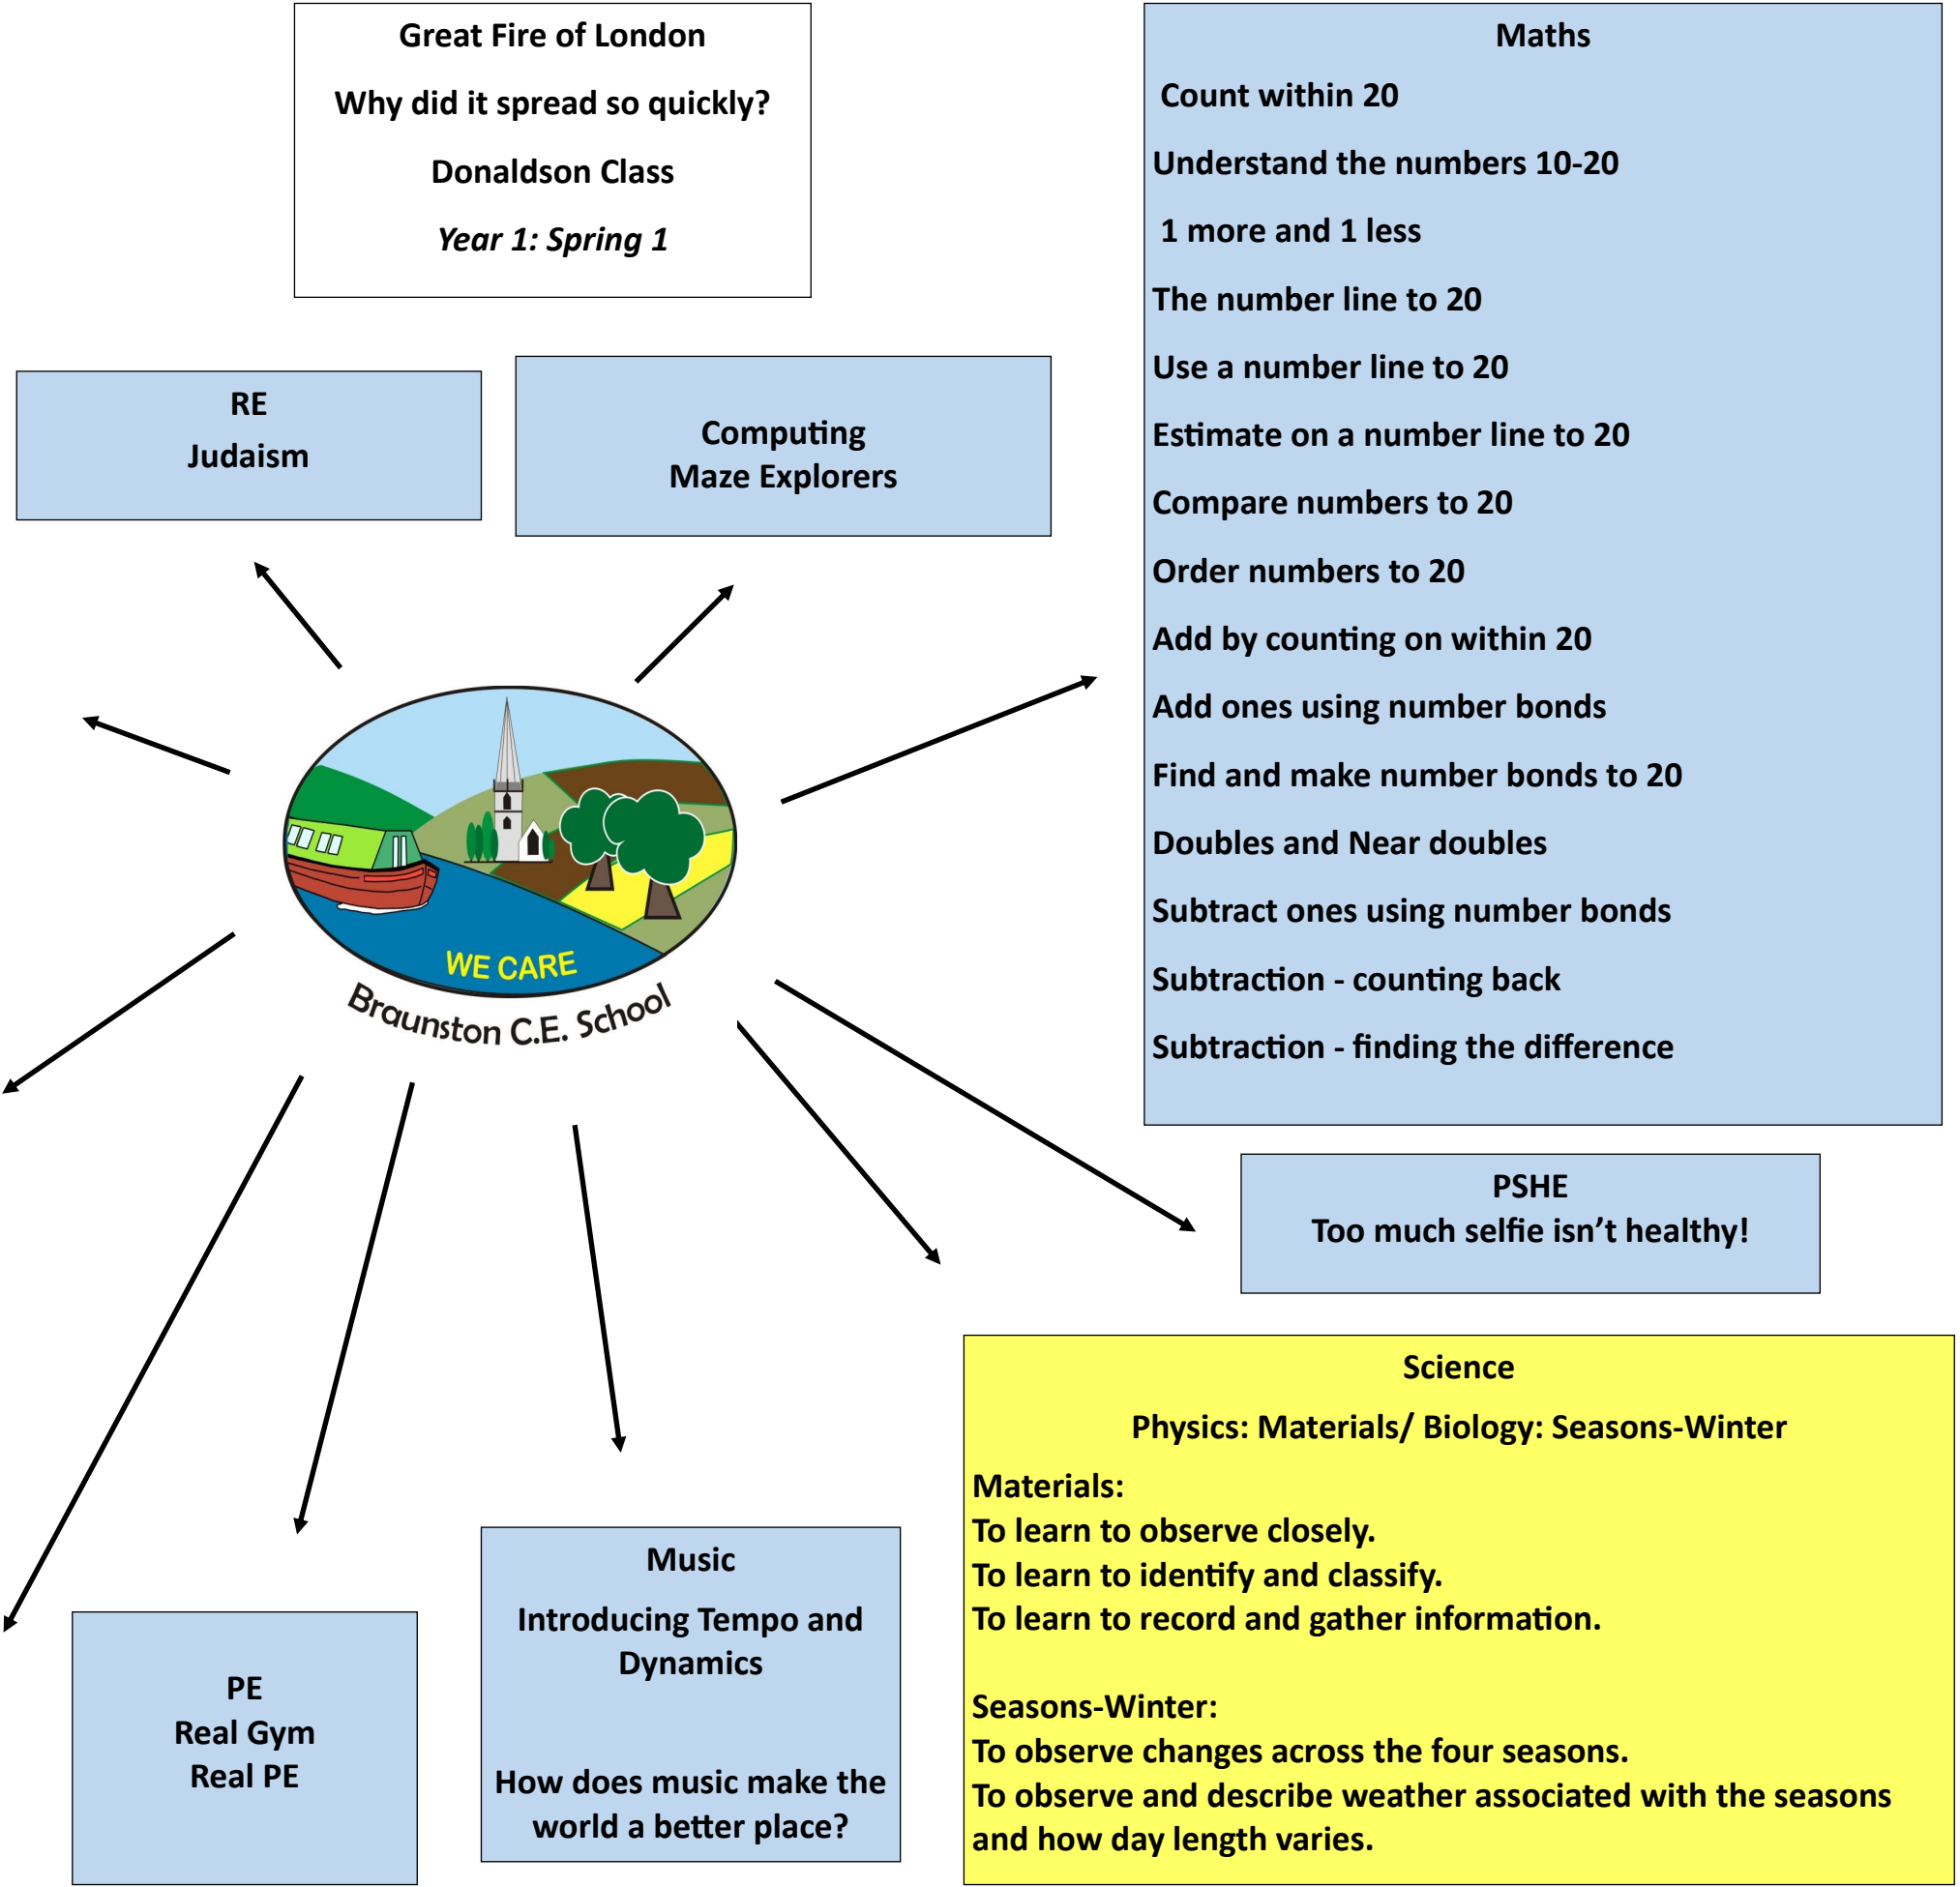 Great Fire of London
Why did it spread so quickly?
Donaldson Class
Year 1: Spring 1
RE
Judaism
Computing
Maze Explorers
Maths
Count within 20
Understand the numbers 10-20
1 more and 1 less
The number line to 20
Use a number line to 20
Estimate on a number line to 20
Compare numbers to 20
Order numbers to 20
Add by counting on within 20
Add ones using number bonds
Find and make number bonds to 20
Doubles and Near doubles
Subtract ones using number bonds
Subtraction - counting back
Subtraction - finding the difference
WE CARE
Braunston C.E. School
PSHE
Too much selfie isn’t healthy!
Science
Physics: Materials/ Biology: Seasons-Winter
Materials:
To learn to observe closely.
To learn to identify and classify.
To learn to record and gather information.
Seasons-Winter:
To observe changes across the four seasons.
To observe and describe weather associated with the seasons
and how day length varies.
Music
Introducing Tempo and
Dynamics
How does music make the
world a better place?
PE
Real Gym
Real PE